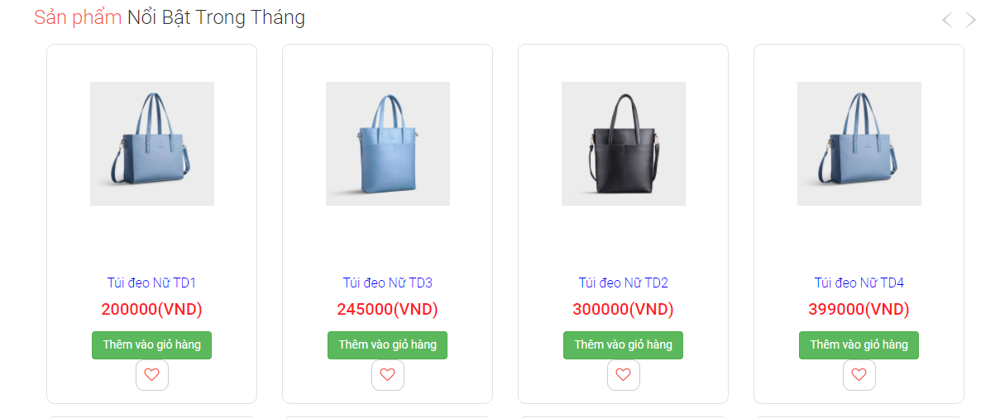 Sản phẩm Nổi Bật Trong Tháng
Túi đeo Nữ TD1
200000(VND)
Thêm vào giỏ hàng
Túi đeo Nữ TD3
245000(VND)
Thêm vào giỏ hàng
Túi đeo Nữ TD2
300000(VND)
Thêm vào giỏ hàng
Túi đeo Nữ TD4
399000(VND)
Thêm vào giỏ hàng